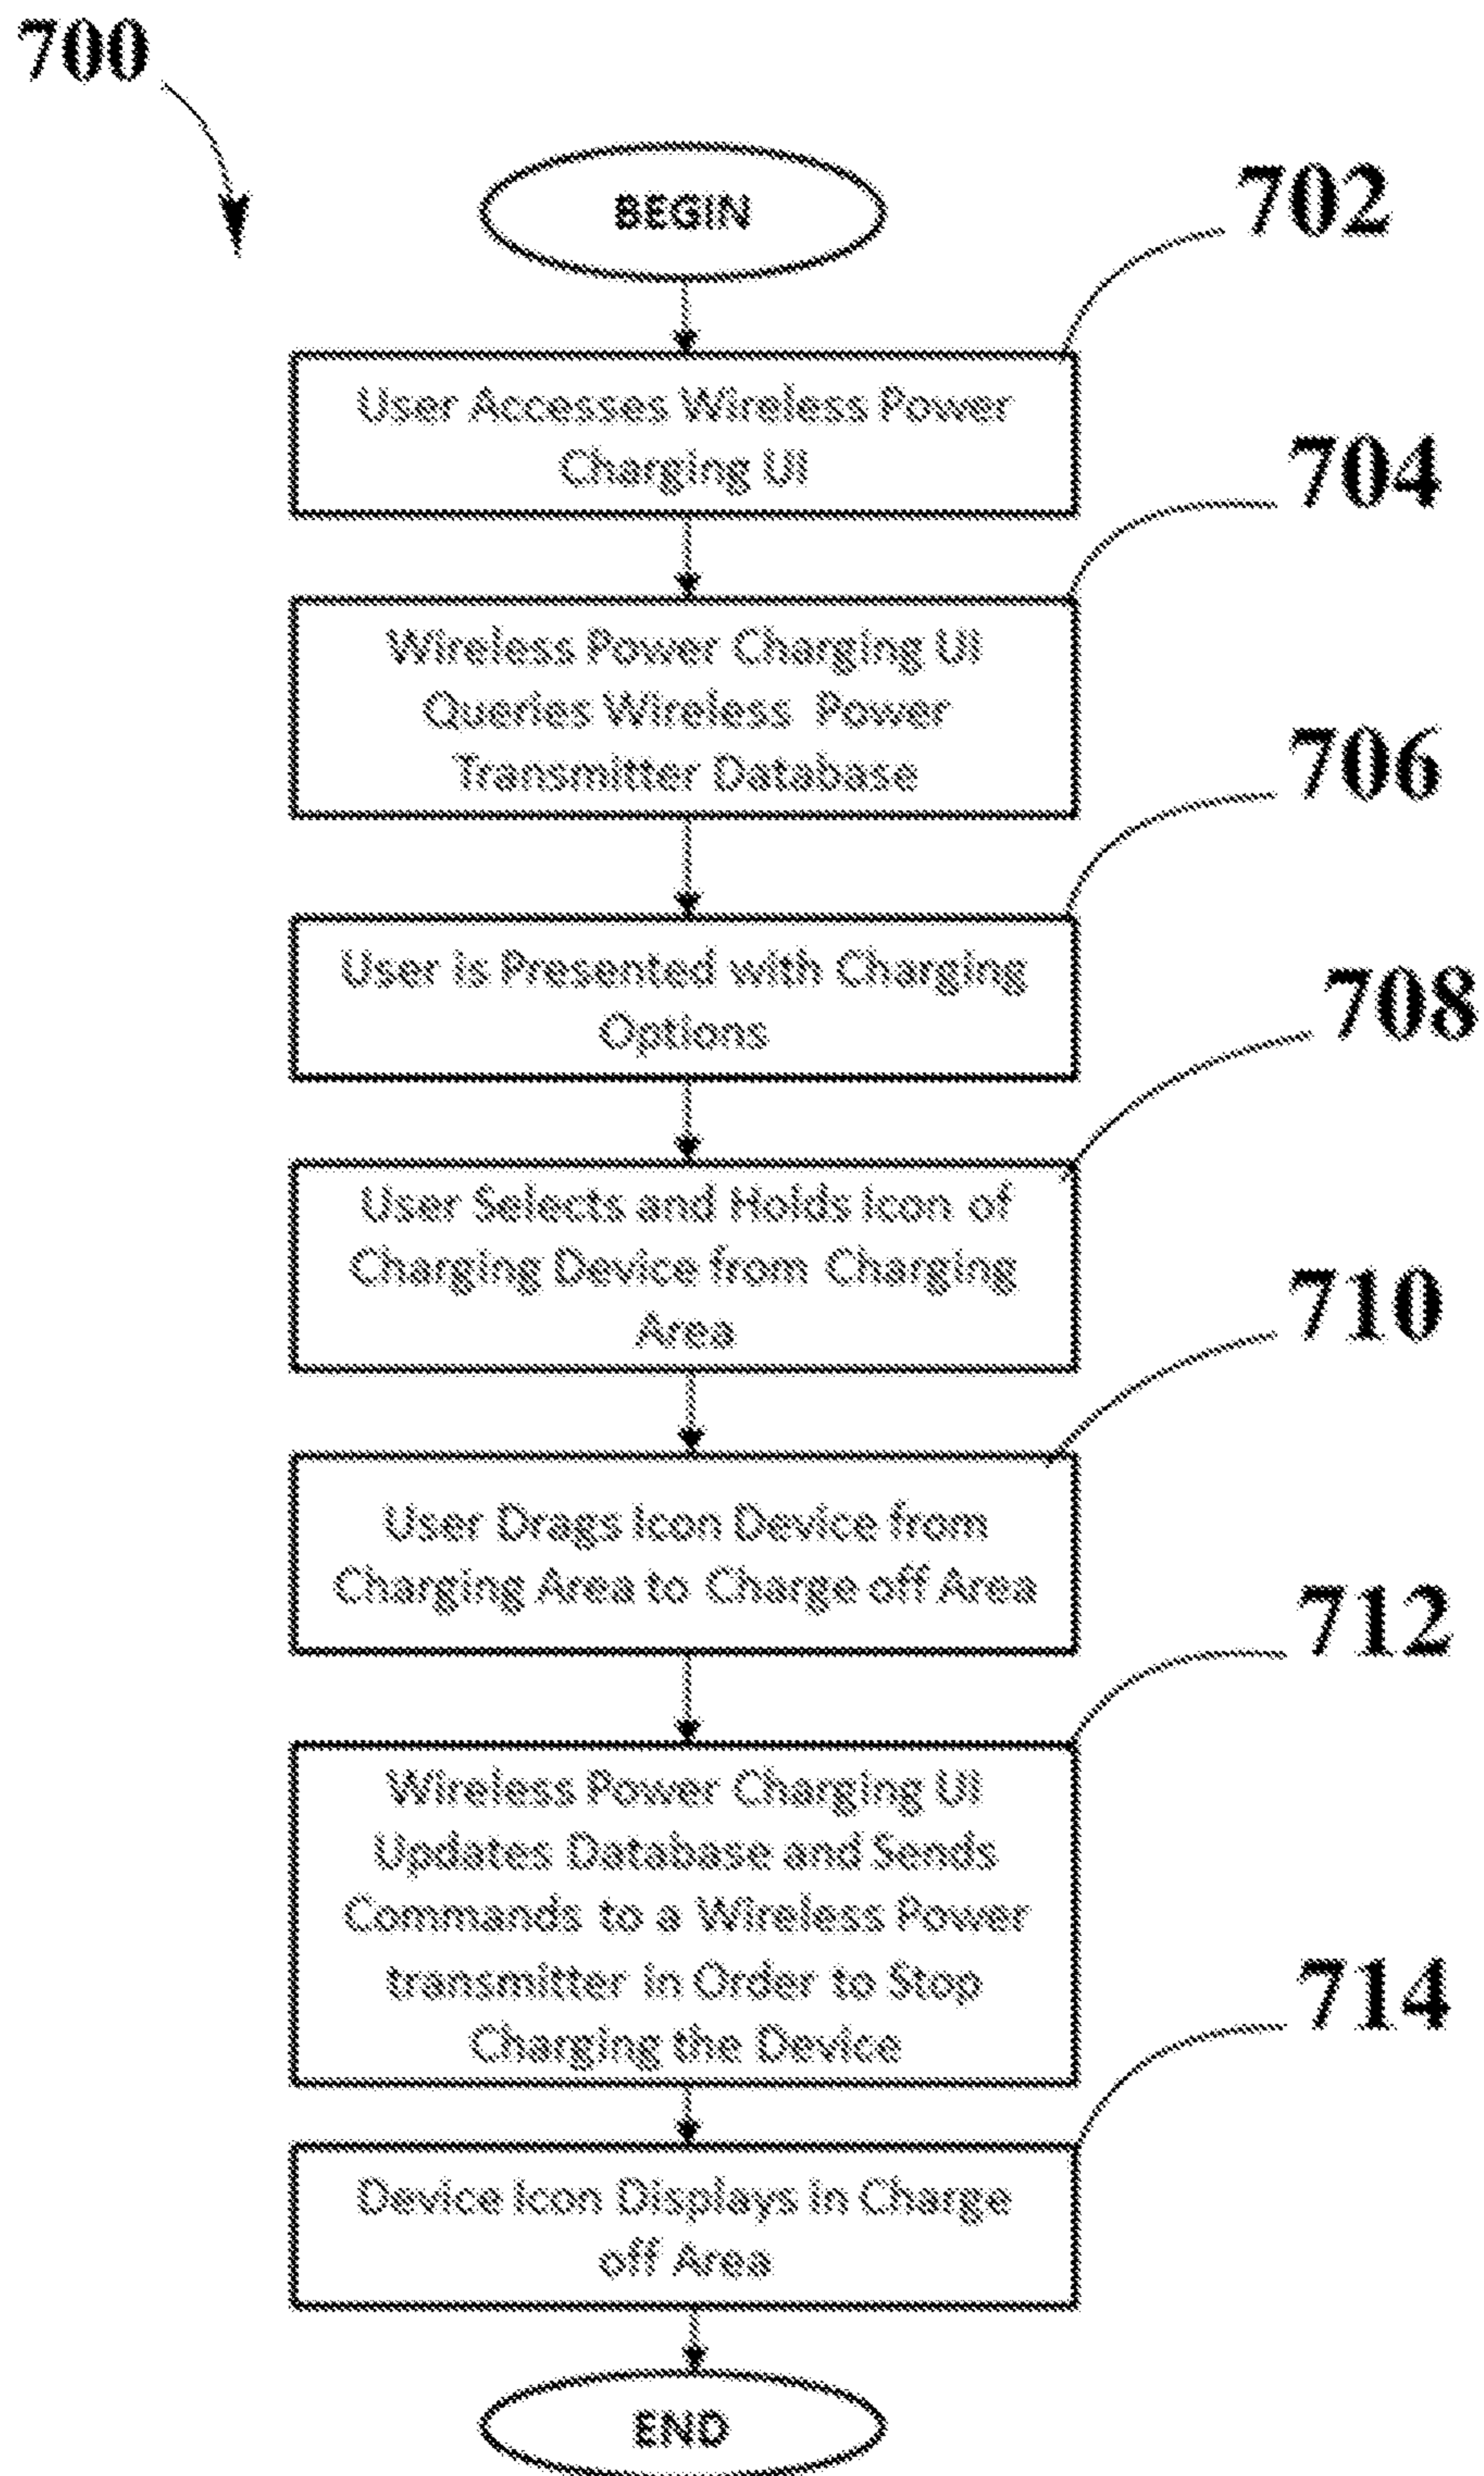 700
BEGIN
702
User Accesses Wireless Power
Charging UI
704
Wireless Power Charging UI
Queries Wireless Power
Transmitter Database
706
User is Presented with Charging
Options
708
User Selects and Holds Icon of
Charging Device from Charging
Area
710
User Drags Icon Device from
Charging Area to Charge off Area
712
Wireless Power Charging UI
Updates Database and Sends
Commands to a Wireless Power
transmitter in Order to Stop
Charging the Device
714
Device Icon Displays in Charge
off Area
END